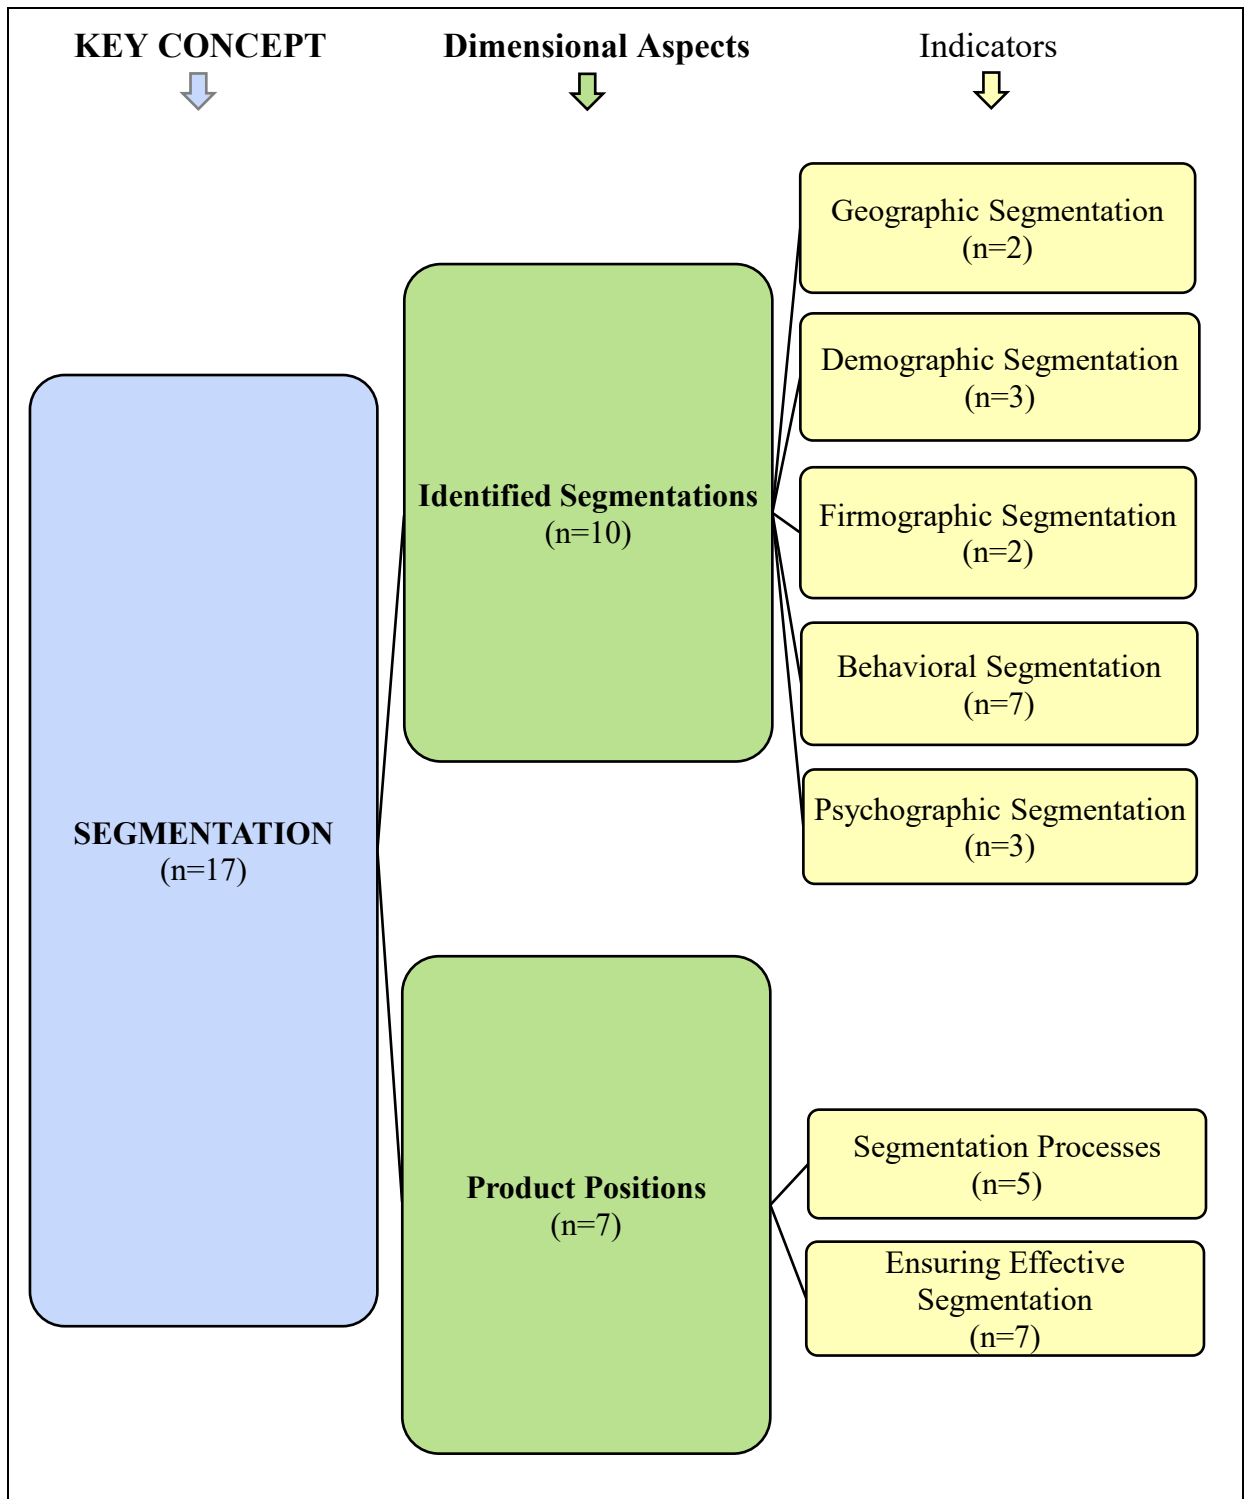 KEY CONCEPT
Dimensional Aspects
Indicators
Geographic Segmentation
(n=2)
Demographic Segmentation
(n=3)
Identified Segmentations
(n=10)
Firmographic Segmentation
(n=2)
Behavioral Segmentation
(n=7)
Psychographic Segmentation
(n=3)
SEGMENTATION
(n=17)
Product Positions
(n=7)
Segmentation Processes
(n=5)
Ensuring Effective
Segmentation
(n=7)